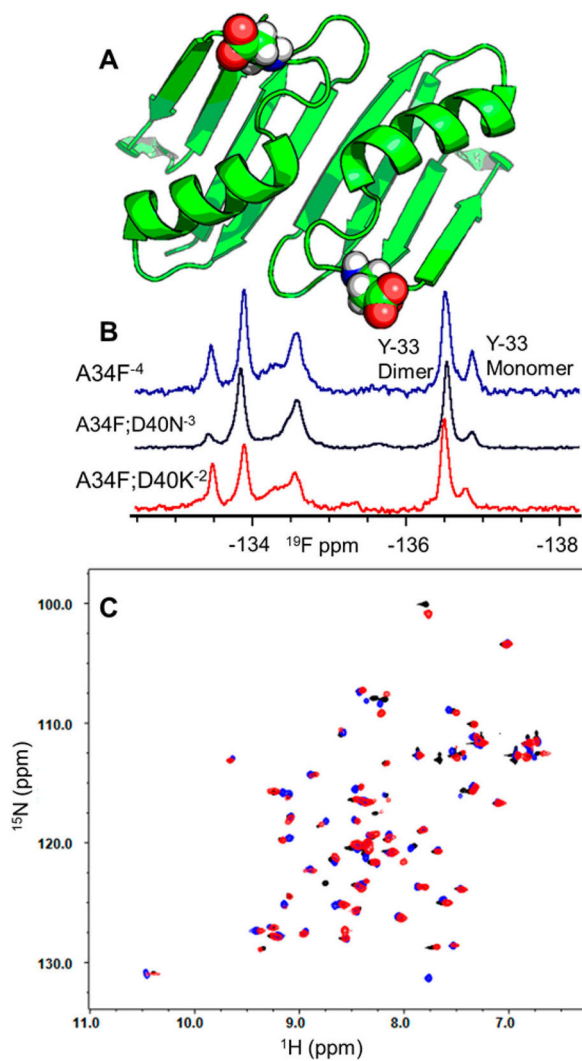 A
B
Y-33 Y-33
Dimer Monomer
A34F-4
A34F;D40N-3
A34F;D40K-2
-134 19F ppm -136 -138
C
100.0
110.0
120.0
130.0
15N (ppm)
11.0 10.0 9.0 8.0 7.0
1H (ppm)